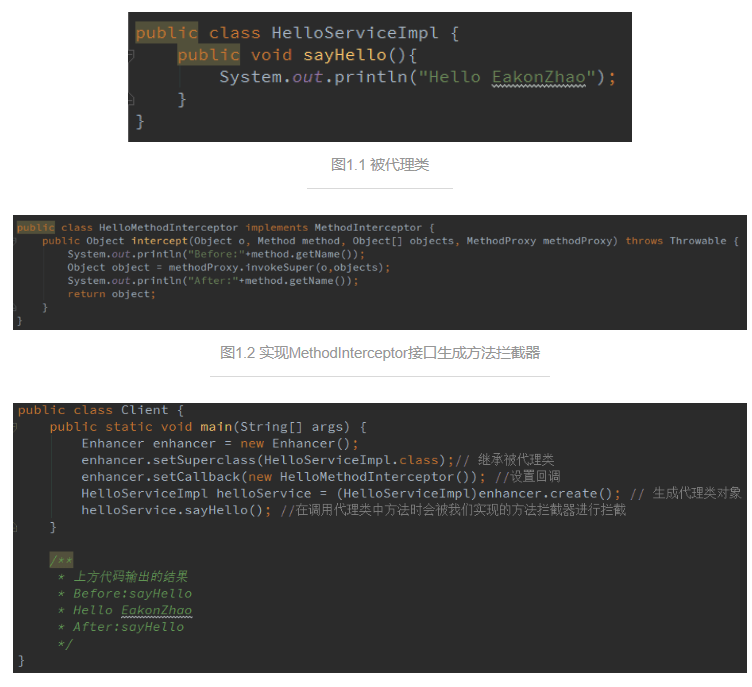 public class HelloServiceImpl {
    public void sayHello(){
        System.out.println("Hello EakonZhao");
    }
}
图1.1 被代理类
public class HelloMethodInterceptor implements MethodInterceptor {
    public Object intercept(Object o, Method method, Object[] objects, MethodProxy methodProxy) throws Throwable {
        System.out.println("Before:"+method.getName());
        Object object = methodProxy.invokeSuper(o,objects);
        System.out.println("After:"+method.getName());
        return object;
    }
}
图1.2 实现MethodInterceptor接口生成方法拦截器
public class Client {
    public static void main(String[] args) {
        Enhancer enhancer = new Enhancer();
        enhancer.setSuperclass(HelloServiceImpl.class);// 继承被代理类
        enhancer.setCallback(new HelloMethodInterceptor()); //设置回调
        HelloServiceImpl helloService = (HelloServiceImpl)enhancer.create(); // 生成代理类对象
        helloService.sayHello(); //在调用代理类中方法时会被我们实现的方法拦截器进行拦截
    }
    /**
     * 上方代码输出的结果
     * Before:sayHello
     * Hello EakonZhao
     * After:sayHello
     */
}